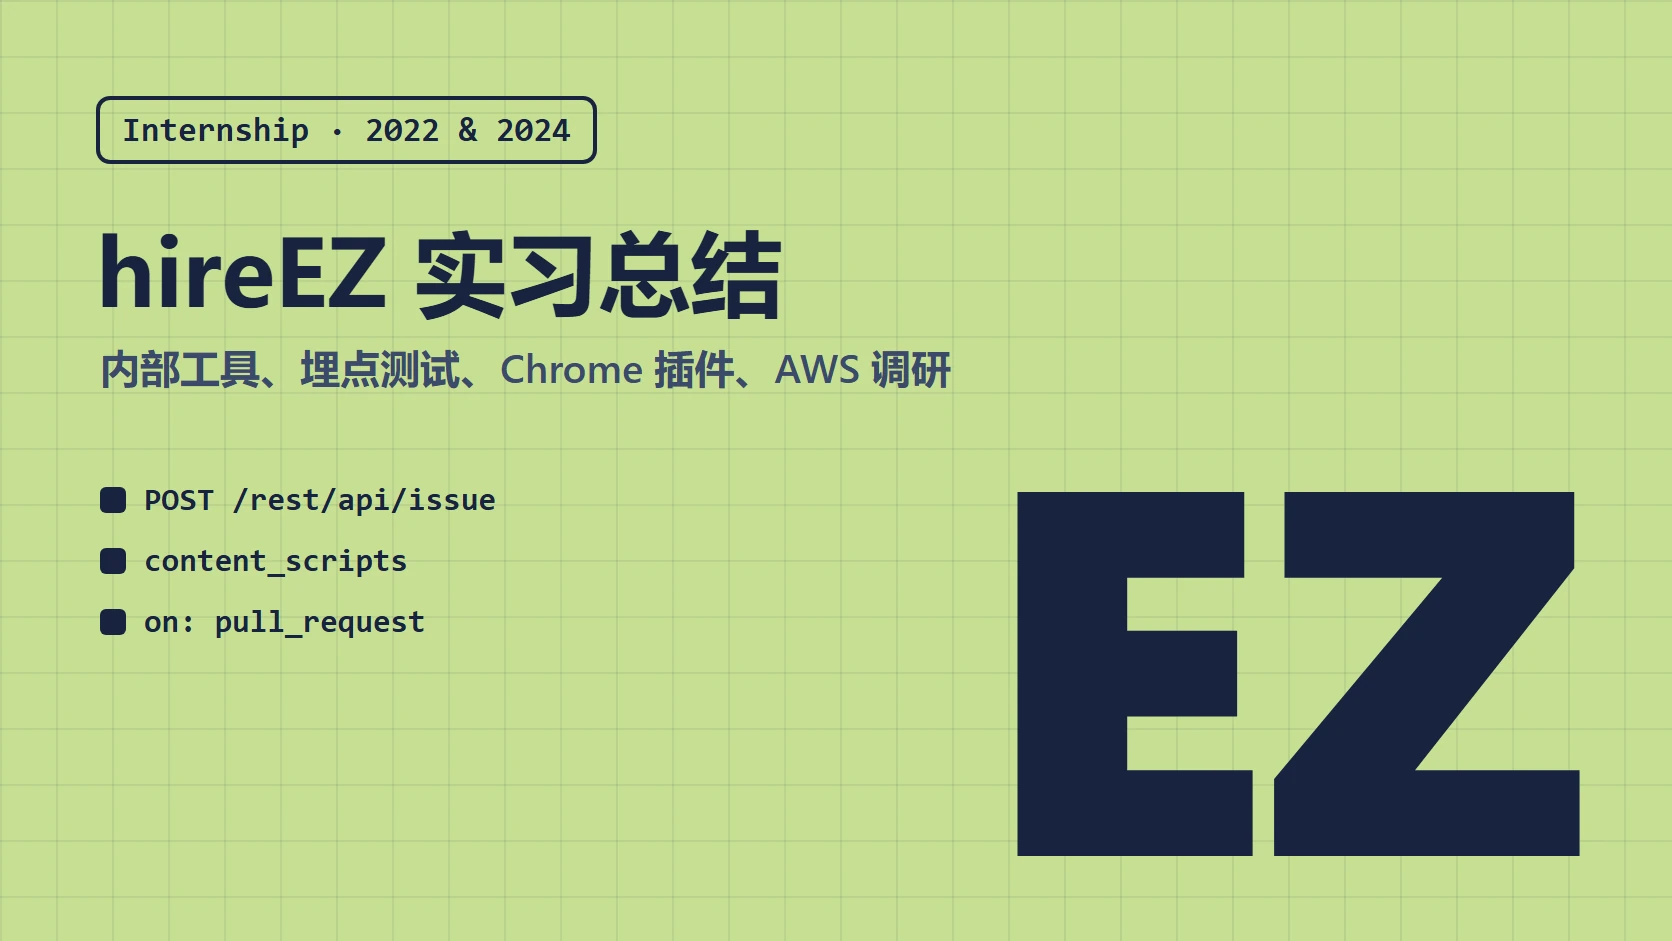 Internship · 2022 & 2024
hireEZ 实习总结
内部工具、埋点测试、Chrome 插件、AWS 调研
POST /rest/api/issue
content_scripts
on: pull_request
EZ